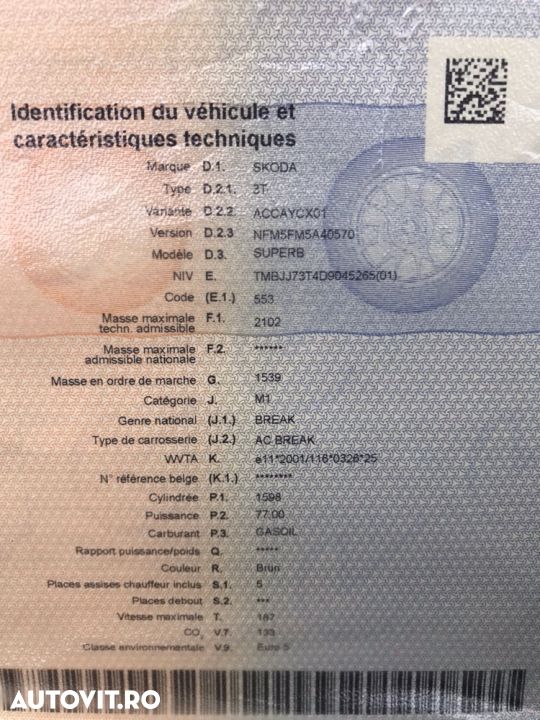 Identification du véhicule et
caractéristiques techniques
Marque D.1. SKODA
Type D.2.1. 3T
Variante D.2.2. ACCAYCX01
Version D.2.3 NFM5FM5A40570
Modèle D.3. SUPERB
NIV E. TMBJJ73T4D9045265(01)
Code (E.1.) 553
Masse maximale F.1. 2102
techn. admissible
Masse maximale F.2. ******
admissible nationale
Masse en ordre de marche G. 1539
Catégorie J. M1
Genre national (J.1.) BREAK
Type de carrosserie (J.2.) AC BREAK
WVTA K. e11*2001/116*0326*25
N° référence belge (K.1.) ********
Cylindrée P.1. 1598
Puissance P.2. 77.00
Carburant P.3. GASOIL
Rapport puissance/poids Q. *****
Couleur R. Brun
Places assises chauffeur inclus S.1. 5
Places debout S.2. ***
Vitesse maximale T. 187
CO₂ V.7. 133
Classe environnementale V.9. Euro 5
AUTOVIT.RO